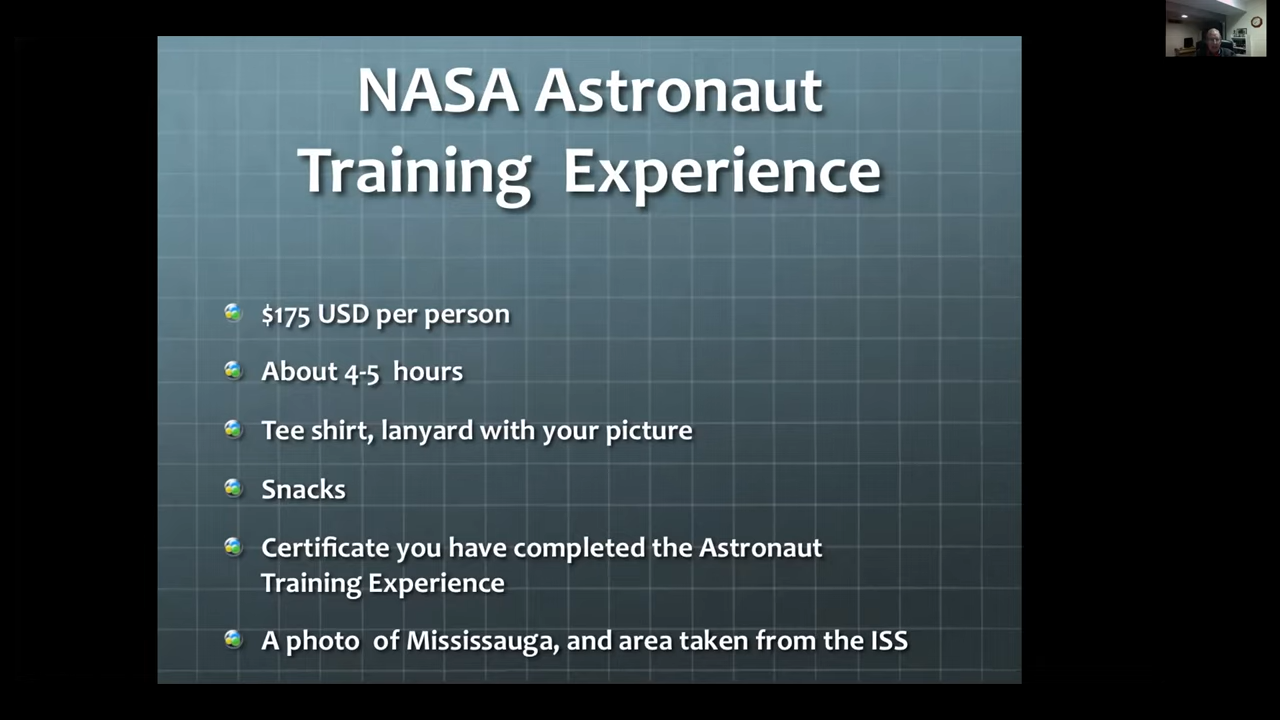 NASA Astronaut
Training Experience
$175 USD per person
About 4-5 hours
Tee shirt, lanyard with your picture
Snacks
Certificate you have completed the Astronaut
Training Experience
A photo of Mississauga, and area taken from the ISS